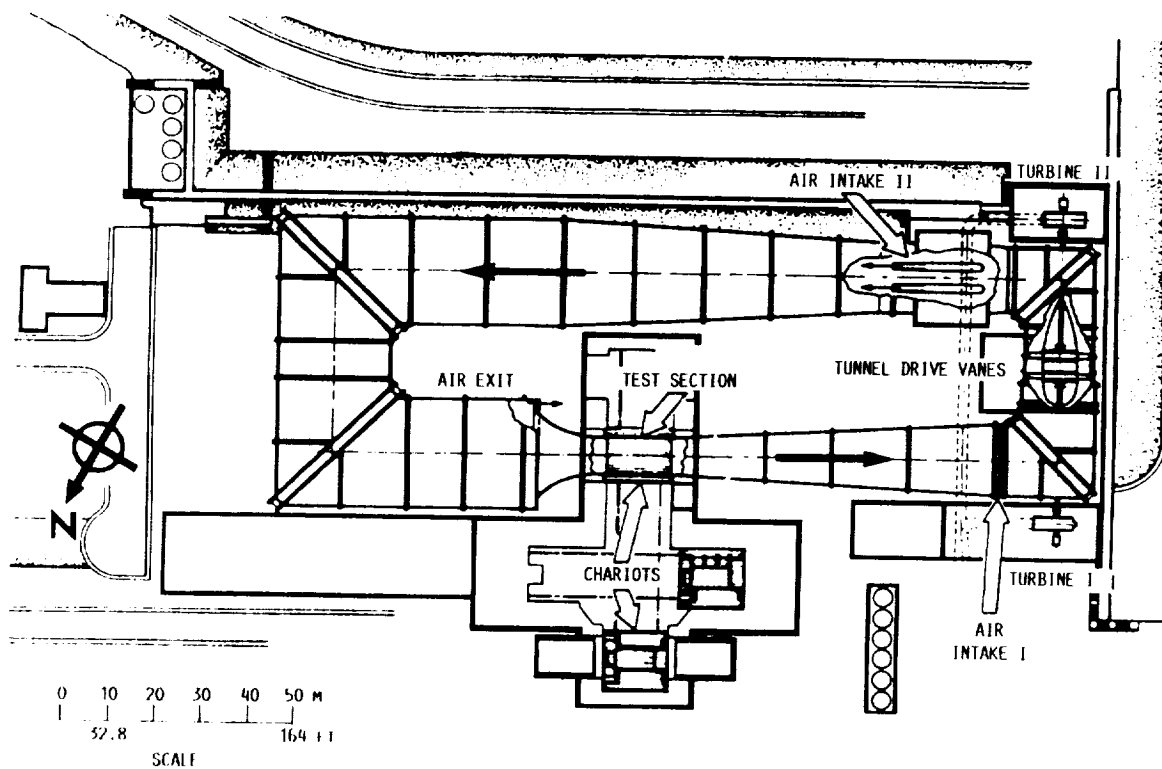 TURBINE II
AIR INTAKE II
AIR EXIT
TEST SECTION
TUNNEL DRIVE VANES
N
CHARIOTS
TURBINE I
AIR
INTAKE I
0 10 20 30 40 50 M
32.8 164 FT
SCALE